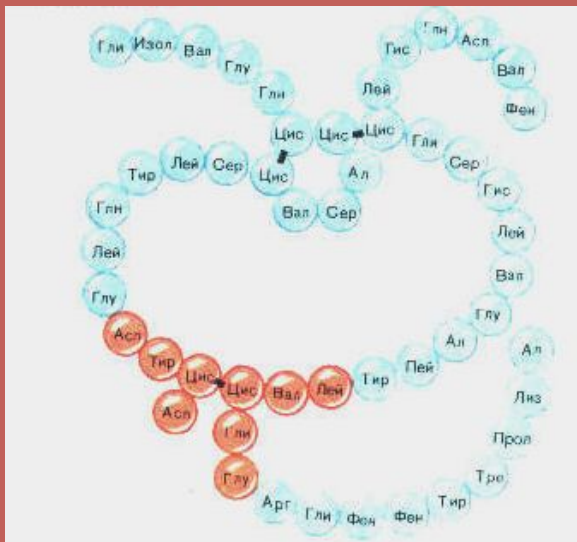 Гли
Изол
Вал
Глу
Глн
Цис
Цис
Ал
Сер
Вал
Цис
Сер
Лей
Тир
Глн
Лей
Глу
Асп
Тир
Цис
Асп
Фен
Вал
Асп
Глн
Гис
Лей
Цис
Гли
Сер
Гис
Лей
Вал
Глу
Ал
Лей
Тир
Лей
Вал
Цис
Гли
Глу
Арг
Гли
Фен
Фен
Тир
Тре
Прол
Лиз
Ал